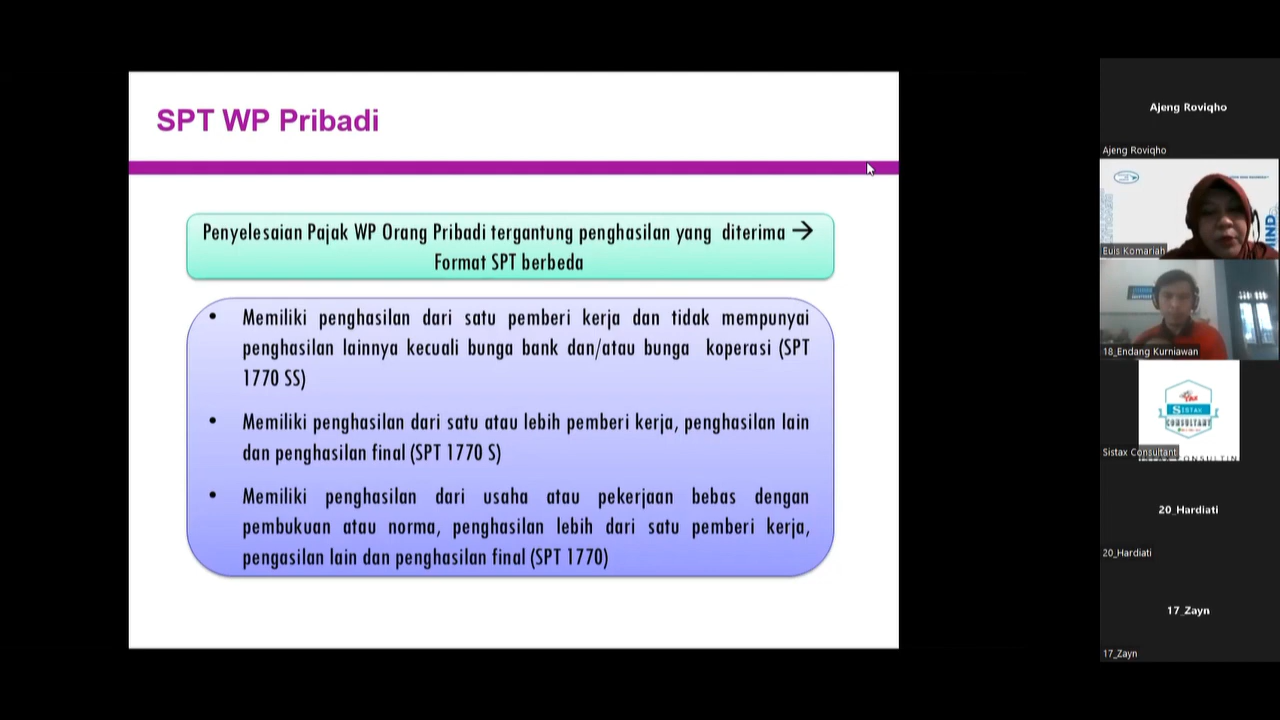 SPT WP Pribadi
Penyelesaian Pajak WP Orang Pribadi tergantung penghasilan yang diterima →
Format SPT berbeda
• Memiliki penghasilan dari satu pemberi kerja dan tidak mempunyai
penghasilan lainnya kecuali bunga bank dan/atau bunga koperasi (SPT
1770 SS)
• Memiliki penghasilan dari satu atau lebih pemberi kerja, penghasilan lain
dan penghasilan final (SPT 1770 S)
• Memiliki penghasilan dari usaha atau pekerjaan bebas dengan
pembukuan atau norma, penghasilan lebih dari satu pemberi kerja,
pengasilan lain dan penghasilan final (SPT 1770)
Ajeng Roviqho
Ajeng Roviqho
Euis Komariah
18_Endang Kurniawan
TAX
SISTAX
CONSULTANT
Sistax Consultant
20_Hardiati
20_Hardiati
17_Zayn
17_Zayn